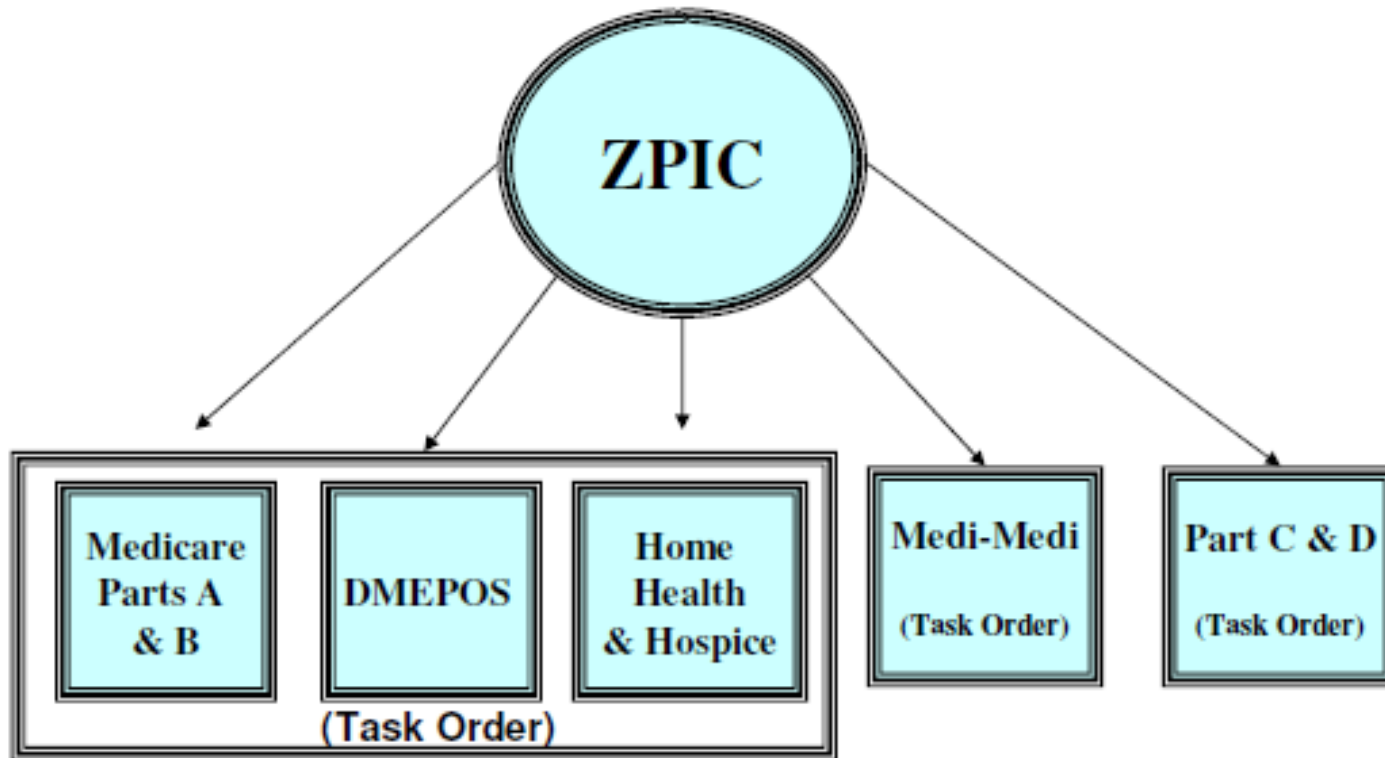 ZPIC
Medicare
Parts A
& B
DMEPOS
Home
Health
& Hospice
(Task Order)
Medi-Medi
(Task Order)
Part C & D
(Task Order)